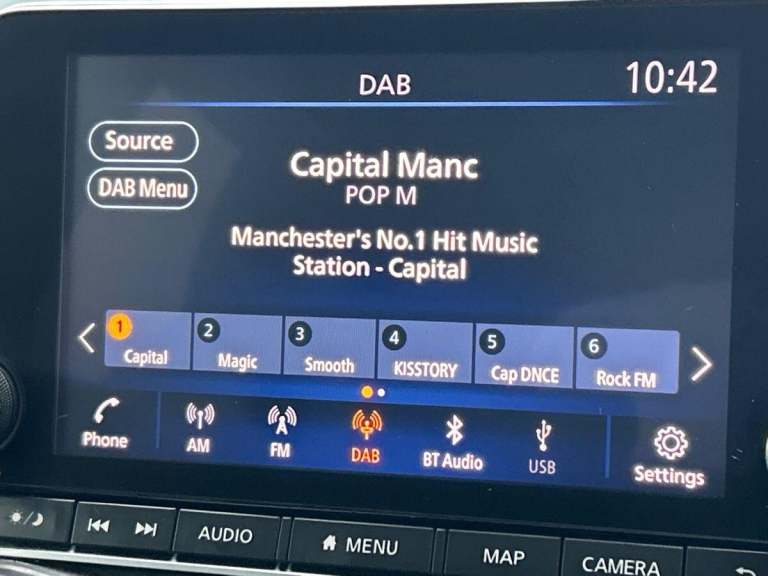 DAB
10:42
Source
DAB Menu
Capital Manc
POP M
Manchester's No.1 Hit Music
Station - Capital
1 2 3 4 5 6
Capital Magic Smooth KISSTORY Cap DNCE Rock FM
Phone AM FM DAB BT Audio USB Settings
AUDIO MENU MAP CAMERA